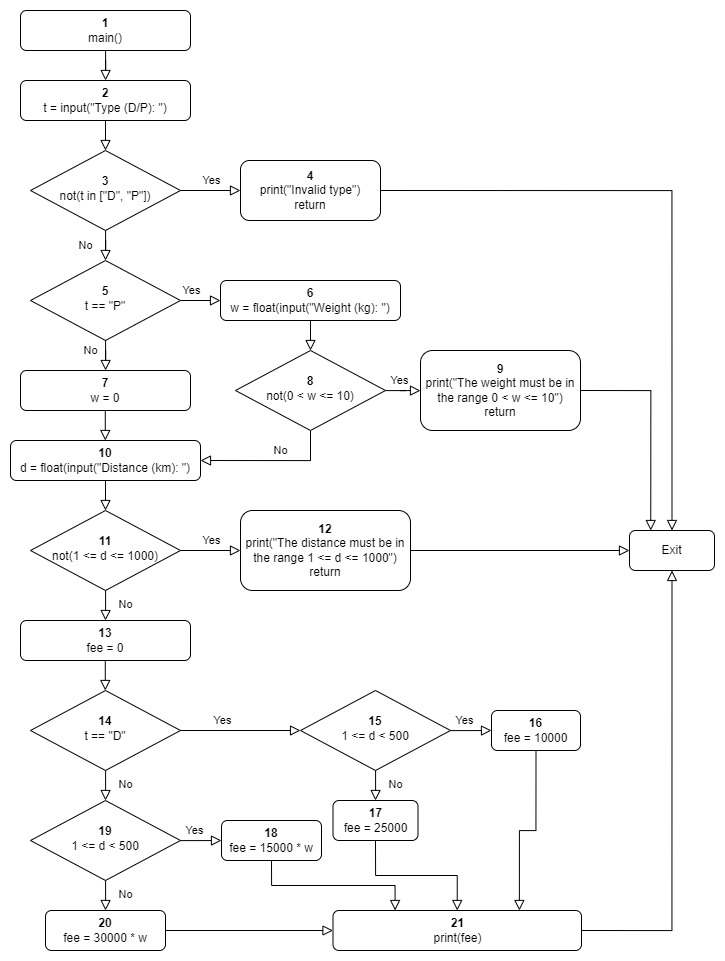 1
main()
2
t = input("Type (D/P): ")
3
not(t in ["D", "P"])
Yes
4
print("Invalid type")
return
No
5
t == "P"
Yes
6
w = float(input("Weight (kg): ")
No
7
w = 0
8
not(0 < w <= 10)
Yes
9
print("The weight must be in
the range 0 < w <= 10")
return
No
10
d = float(input("Distance (km): ")
11
not(1 <= d <= 1000)
Yes
12
print("The distance must be in
the range 1 <= d <= 1000")
return
Exit
No
13
fee = 0
14
t == "D"
Yes
15
1 <= d < 500
Yes
16
fee = 10000
No
No
17
fee = 25000
19
1 <= d < 500
Yes
18
fee = 15000 * w
No
20
fee = 30000 * w
21
print(fee)